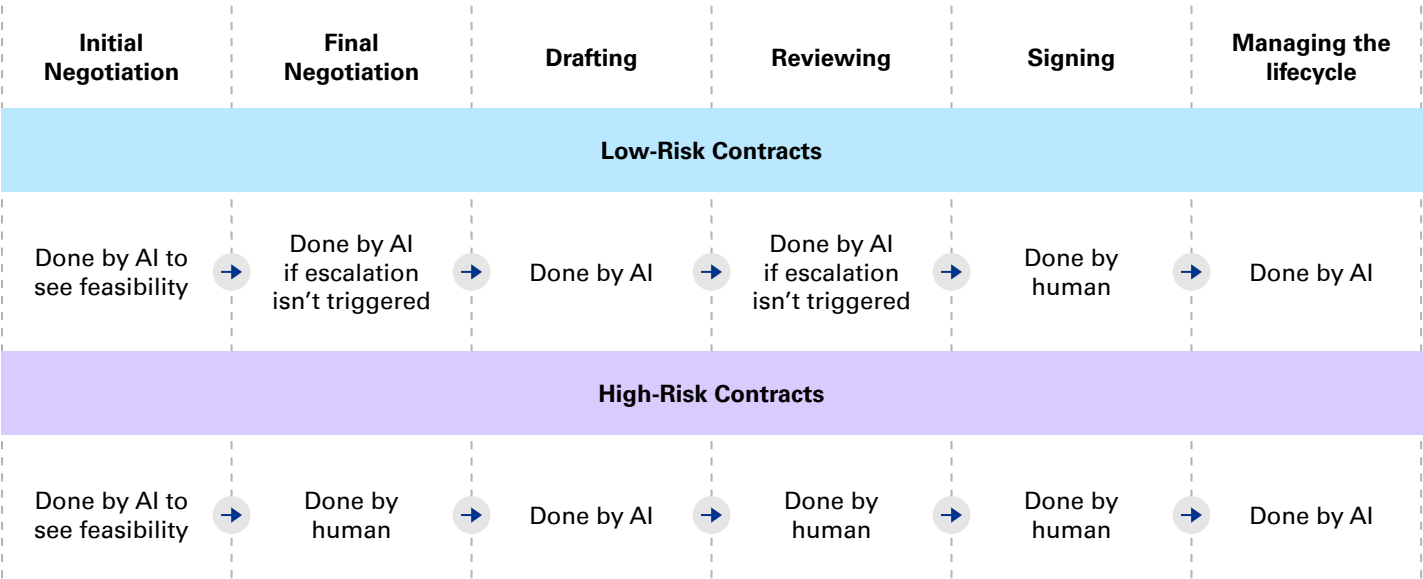 Initial
Negotiation
Final
Negotiation
Drafting
Reviewing
Signing
Managing the
lifecycle
Low-Risk Contracts
Done by AI to
see feasibility
Done by AI
if escalation
isn’t triggered
Done by AI
Done by AI
if escalation
isn’t triggered
Done by
human
Done by AI
High-Risk Contracts
Done by AI to
see feasibility
Done by
human
Done by AI
Done by
human
Done by
human
Done by AI